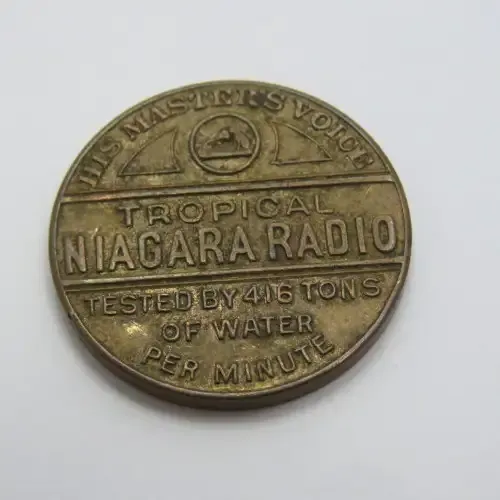 HIS MASTER'S VOICE
TROPICAL
NIAGARA RADIO
TESTED BY 416 TONS
OF WATER
PER MINUTE